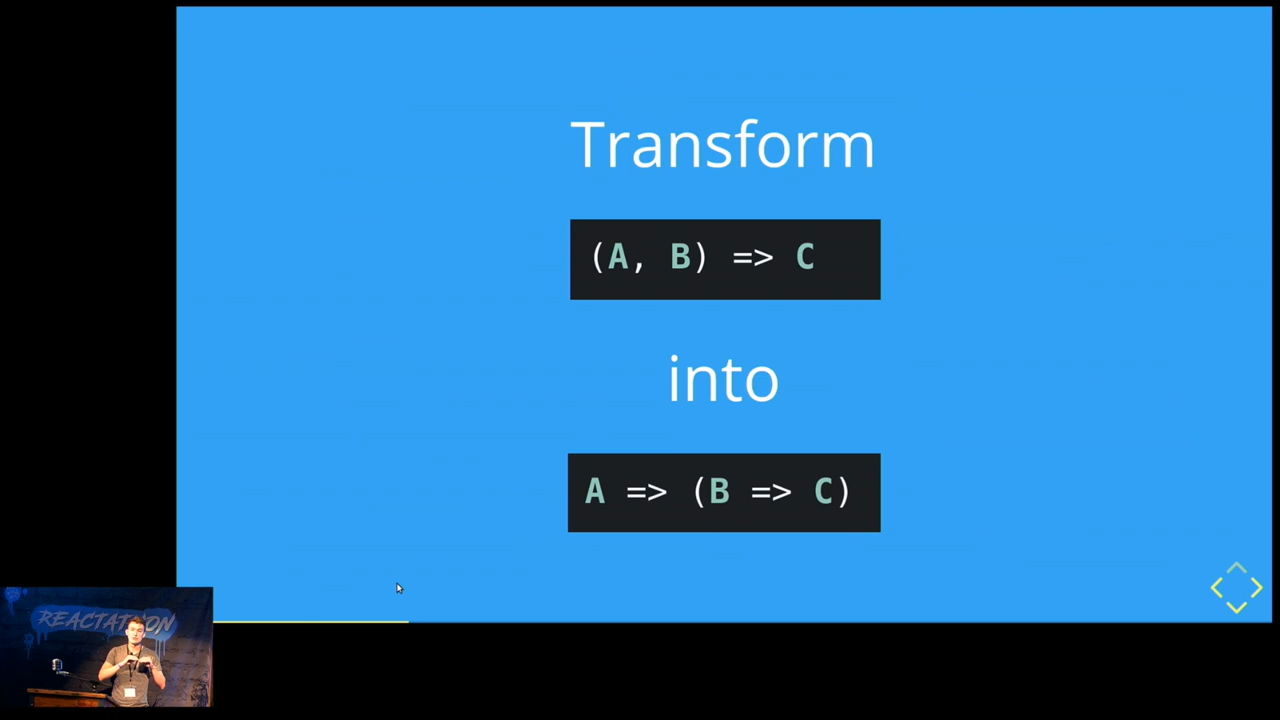 Transform
(A, B) => C
into
A => (B => C)
REACTATHON